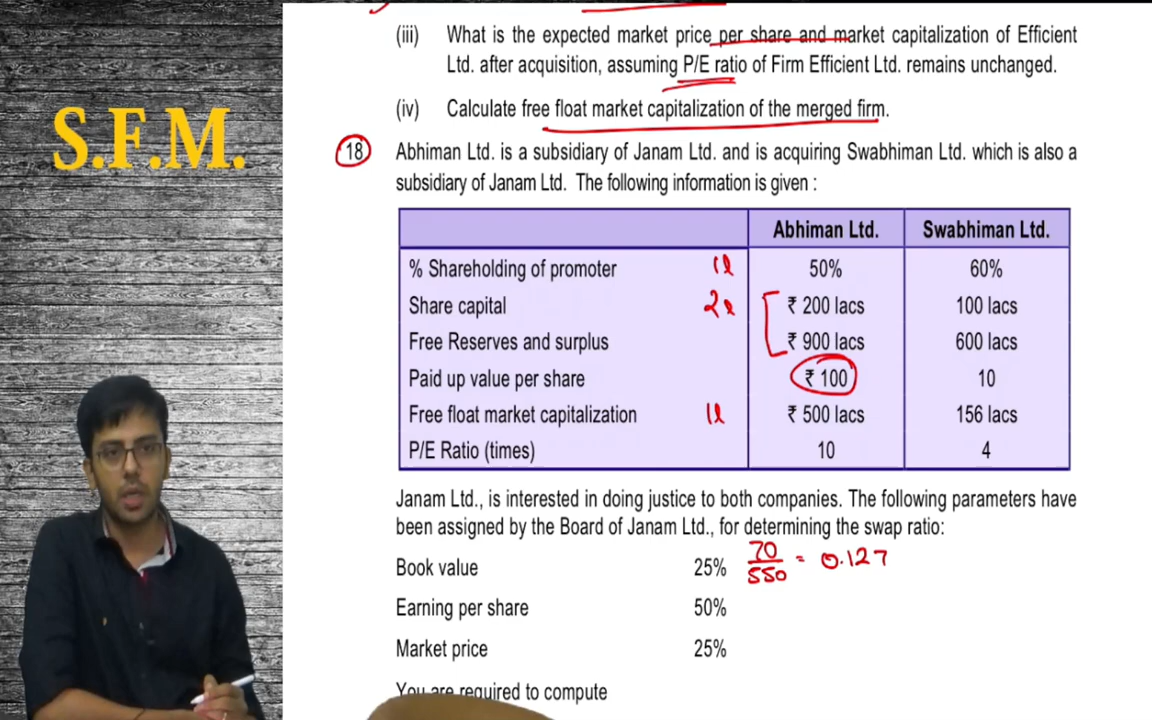 (iii) What is the expected market price per share and market capitalization of Efficient
Ltd. after acquisition, assuming P/E ratio of Firm Efficient Ltd. remains unchanged.
(iv) Calculate free float market capitalization of the merged firm.
S.F.M.
18 Abhiman Ltd. is a subsidiary of Janam Ltd. and is acquiring Swabhiman Ltd. which is also a
subsidiary of Janam Ltd. The following information is given :
Abhiman Ltd. Swabhiman Ltd.
% Shareholding of promoter 1l 50% 60%
Share capital 2l ₹ 200 lacs 100 lacs
Free Reserves and surplus ₹ 900 lacs 600 lacs
Paid up value per share ₹ 100 10
Free float market capitalization 1l ₹ 500 lacs 156 lacs
P/E Ratio (times) 10 4
Janam Ltd., is interested in doing justice to both companies. The following parameters have
been assigned by the Board of Janam Ltd., for determining the swap ratio:
Book value 25% 70/550 = 0.127
Earning per share 50%
Market price 25%
You are required to compute